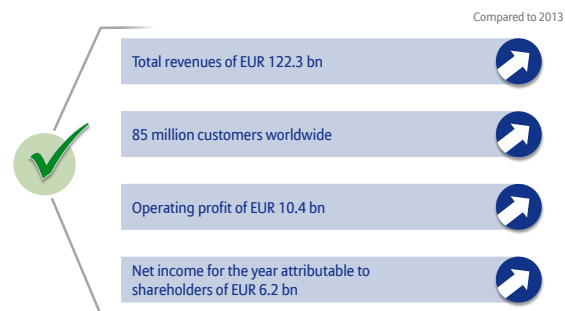 Compared to 2013
Total revenues of EUR 122.3 bn
85 million customers worldwide
Operating profit of EUR 10.4 bn
Net income for the year attributable to
shareholders of EUR 6.2 bn